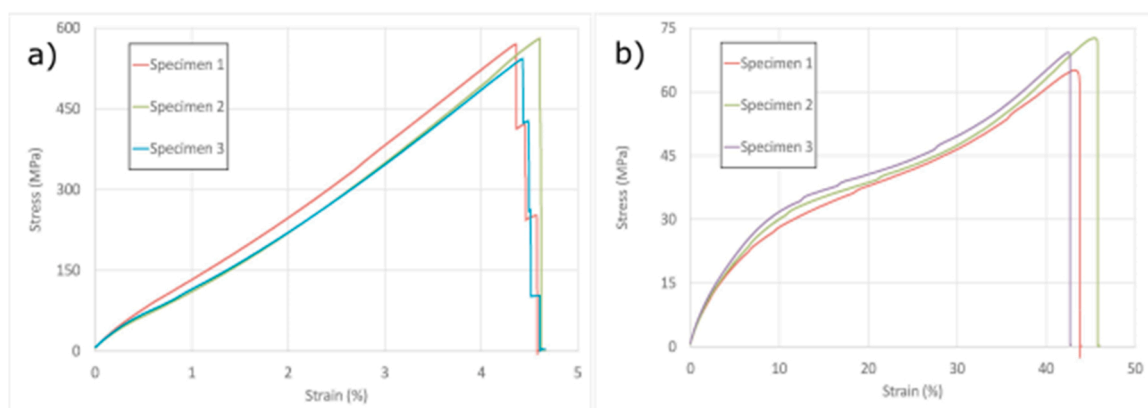 a)
Specimen 1
Specimen 2
Specimen 3
600
450
300
150
0
Stress (MPa)
0 1 2 3 4 5
Strain (%)
b)
Specimen 1
Specimen 2
Specimen 3
75
60
45
30
15
0
Stress (MPa)
0 10 20 30 40 50
Strain (%)